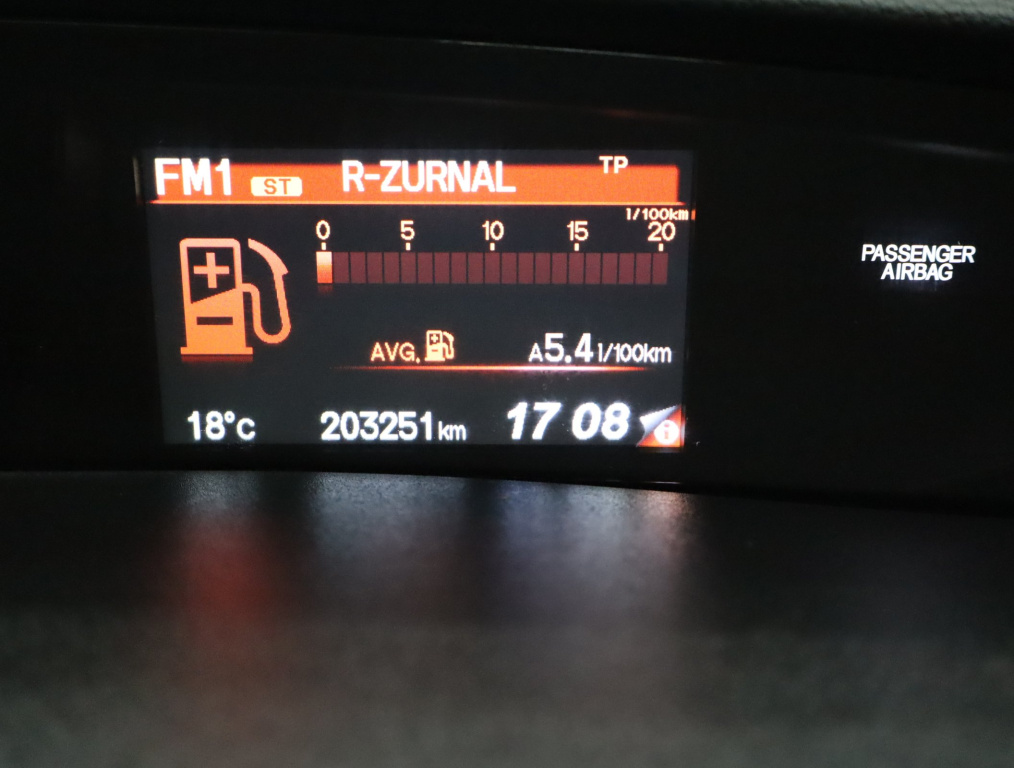 FM1 ST R-ZURNAL TP
l/100km
0 5 10 15 20
AVG. A5.4 l/100km
18°C 203251km 17 08 i
PASSENGER
AIRBAG